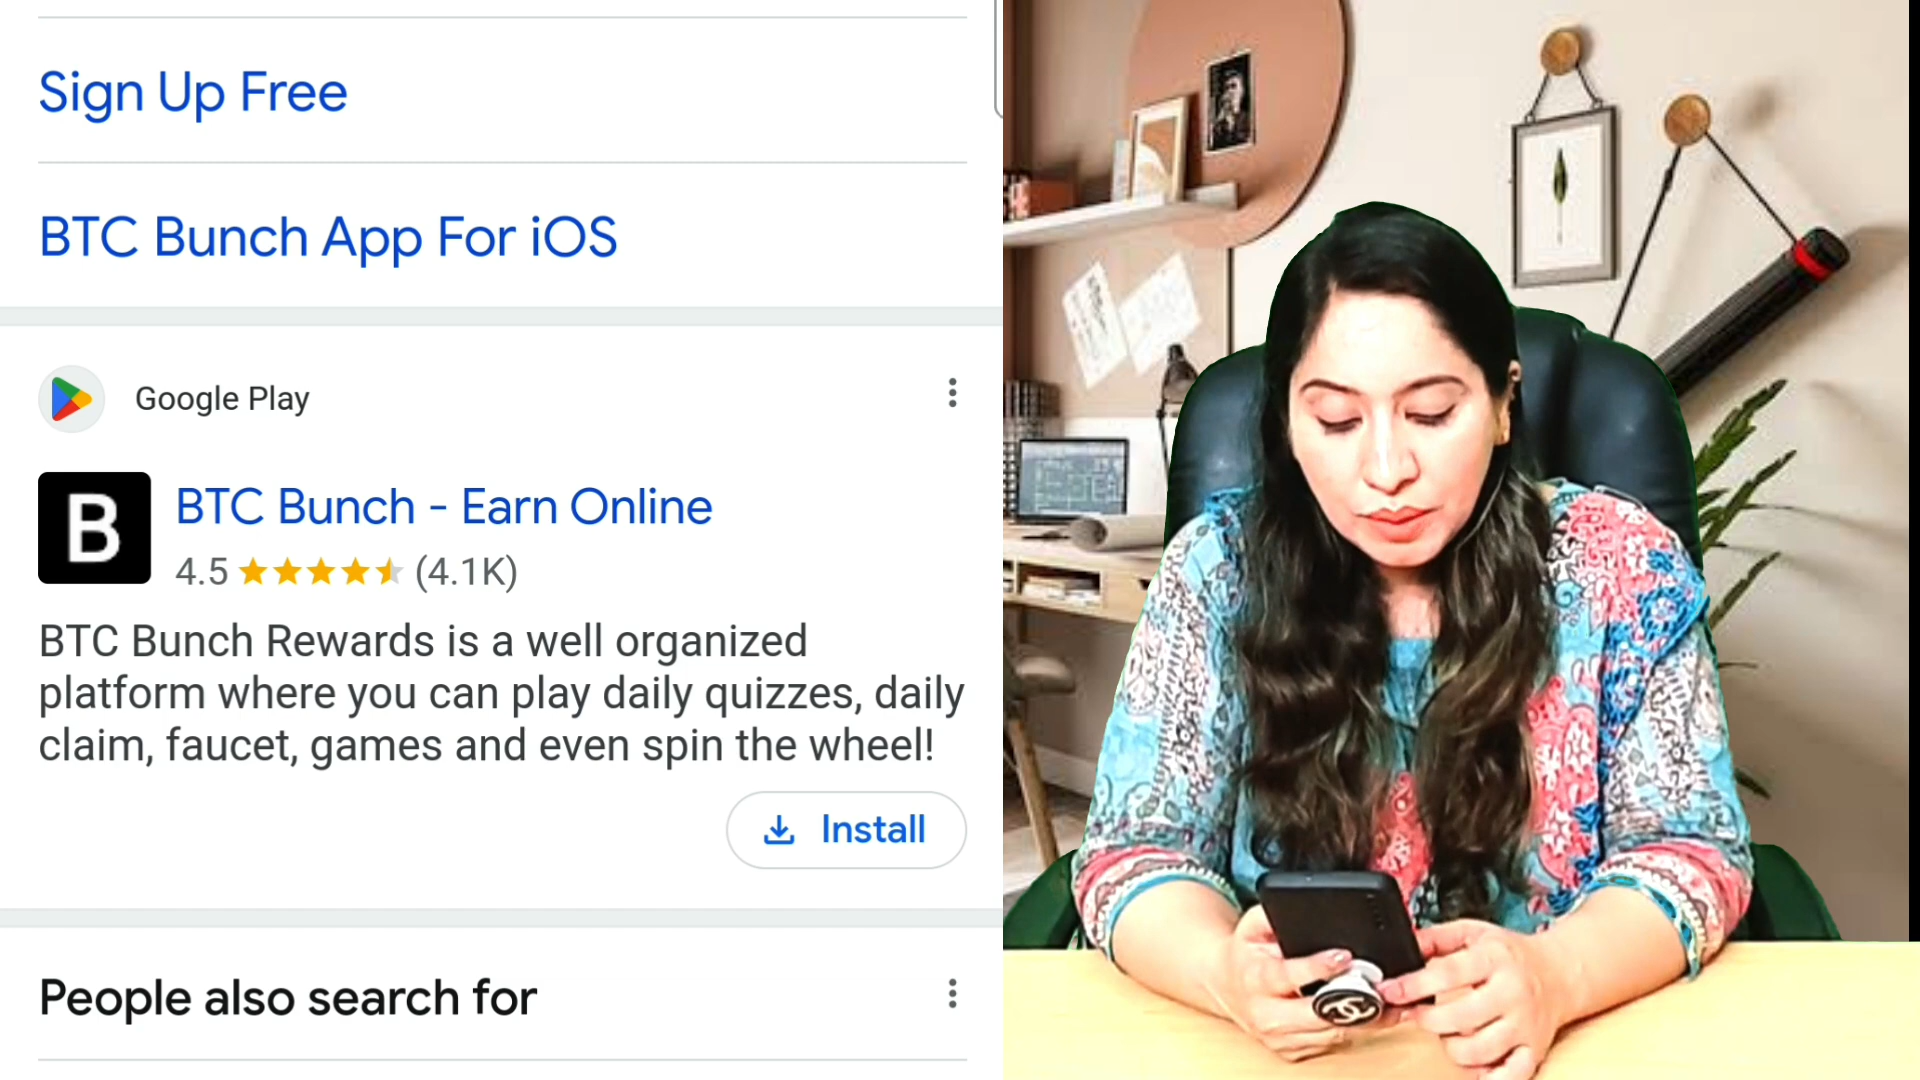 Sign Up Free
BTC Bunch App For iOS
Google Play
B
BTC Bunch - Earn Online
4.5 (4.1K)
BTC Bunch Rewards is a well organized
platform where you can play daily quizzes, daily
claim, faucet, games and even spin the wheel!
Install
People also search for